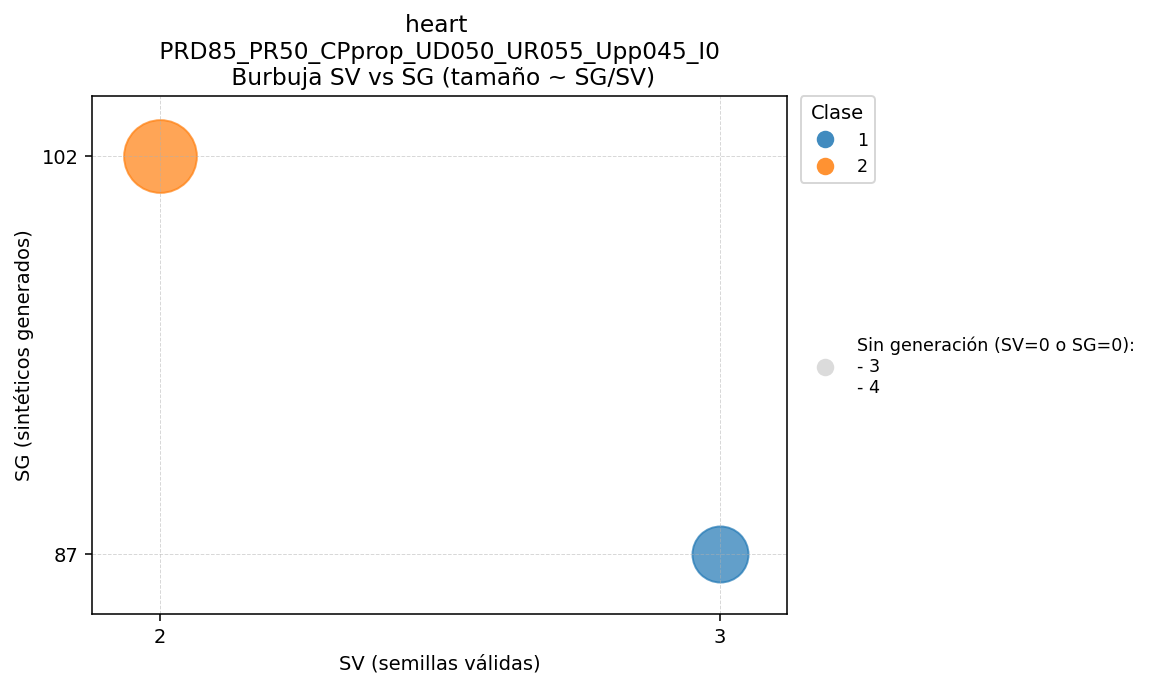 heart
PRD85_PR50_CPprop_UD050_UR055_Upp045_I0
Burbuja SV vs SG (tamaño ~ SG/SV)
SG (sintéticos generados)
102
87
2
3
SV (semillas válidas)
Clase
1
2
Sin generación (SV=0 o SG=0):
- 3
- 4